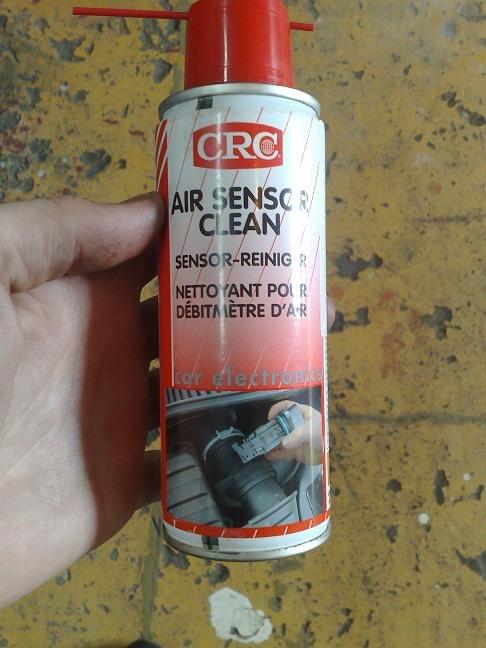 CRC
AIR SENSOR
CLEAN
SENSOR-REINIGER
NETTOYANT POUR
DÉBITMÈTRE D'AIR
car electronics